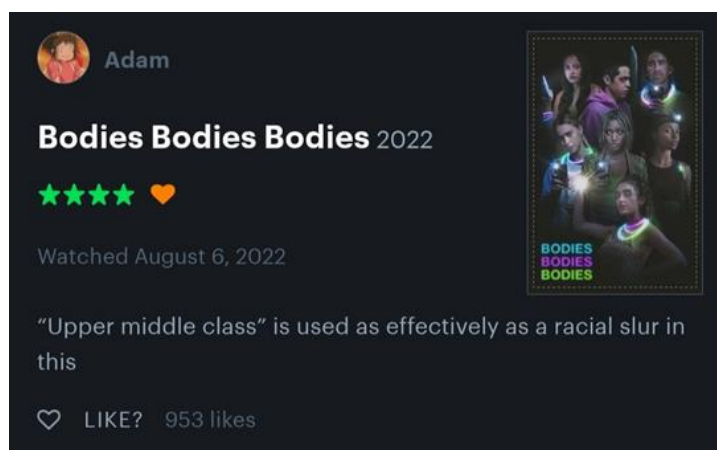 Adam
Bodies Bodies Bodies 2022
Watched August 6, 2022
“Upper middle class” is used as effectively as a racial slur in
this
LIKE? 953 likes
BODIES
BODIES
BODIES